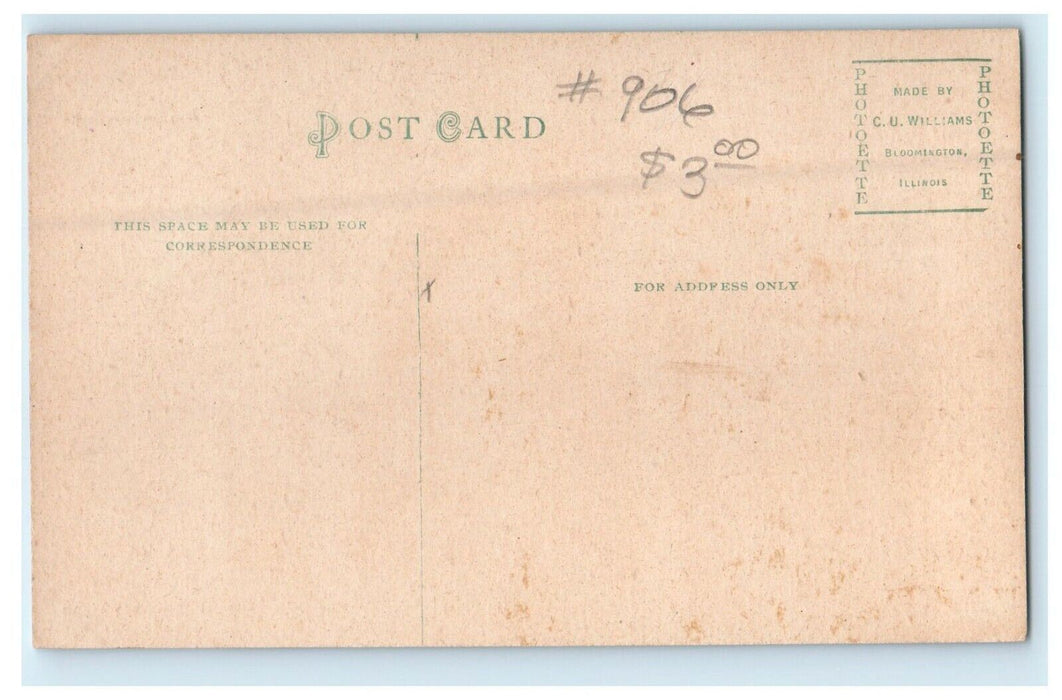 # 906
$3.00
POST CARD
PHOTOETTE
MADE BY
C. U. WILLIAMS
BLOOMINGTON,
ILLINOIS
PHOTOETTE
THIS SPACE MAY BE USED FOR
CORRESPONDENCE
x
FOR ADDRESS ONLY